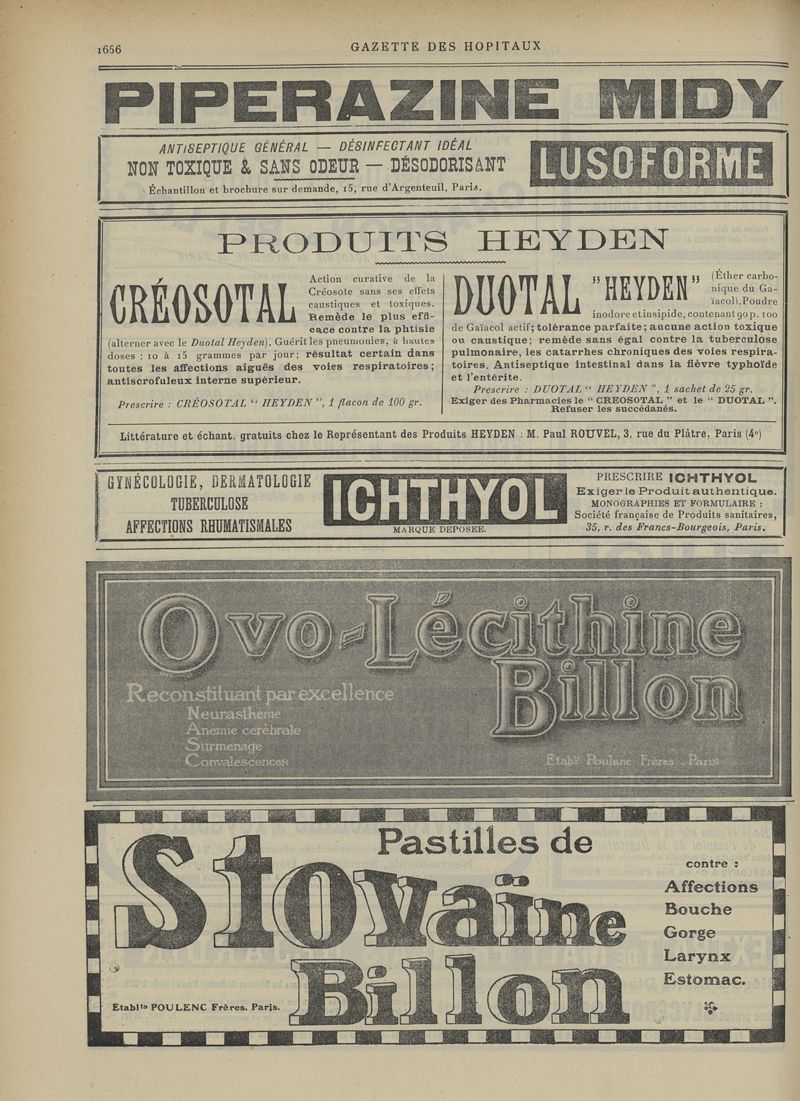 1656
GAZETTE DES HOPITAUX
PIPERAZINE MIDY
ANTISEPTIQUE GÉNÉRAL — DÉSINFECTANT IDÉAL
NON TOXIQUE & SANS ODEUR — DÉSODORISANT
Échantillon et brochure sur demande, 15, rue d'Argenteuil, Paris.
LUSOFORME
PRODUITS HEYDEN
CRÉOSOTAL
Action curative de la
Créosote sans ses effets
caustiques et toxiques.
Remède le plus effi-
cace contre la phtisie
(alterner avec le Duotal Heyden). Guérit les pneumonies, à hautes
doses : 10 à 15 grammes par jour; résultat certain dans
toutes les affections aiguës des voies respiratoires;
antiscrofuleux interne supérieur.
Prescrire : CRÉOSOTAL “ HEYDEN ”, 1 flacon de 100 gr.
DUOTAL "HEYDEN"
(Éther carbo-
nique du Ga-
ïacol). Poudre
inodore et insipide, contenant 90 p. 100
de Gaïacol actif; tolérance parfaite; aucune action toxique
ou caustique; remède sans égal contre la tuberculose
pulmonaire, les catarrhes chroniques des voies respira-
toires. Antiseptique intestinal dans la fièvre typhoïde
et l'entérite.
Prescrire : DUOTAL “ HEYDEN ”, 1 sachet de 25 gr.
Exiger des Pharmacies le “ CREOSOTAL ” et le “ DUOTAL ”.
Refuser les succédanés.
Littérature et échant. gratuits chez le Représentant des Produits HEYDEN : M. Paul ROUVEL, 3, rue du Plâtre, Paris (4e)
GYNÉCOLOGIE, DERMATOLOGIE
TUBERCULOSE
AFFECTIONS RHUMATISMALES
ICHTHYOL
MARQUE DEPOSEE.
PRESCRIRE ICHTHYOL
Exiger le Produit authentique.
MONOGRAPHIES ET FORMULAIRE :
Société française de Produits sanitaires,
35, r. des Francs-Bourgeois, Paris.
Ovo-Lécithine
Billon
Reconstituant par excellence
Neurasthénie
Anémie cérébrale
Surmenage
Convalescences
Etabts Poulenc Frères . Paris
Pastilles de
Stovaïne
Billon
contre :
Affections
Bouche
Gorge
Larynx
Estomac.
Etablts POULENC Frères. Paris.